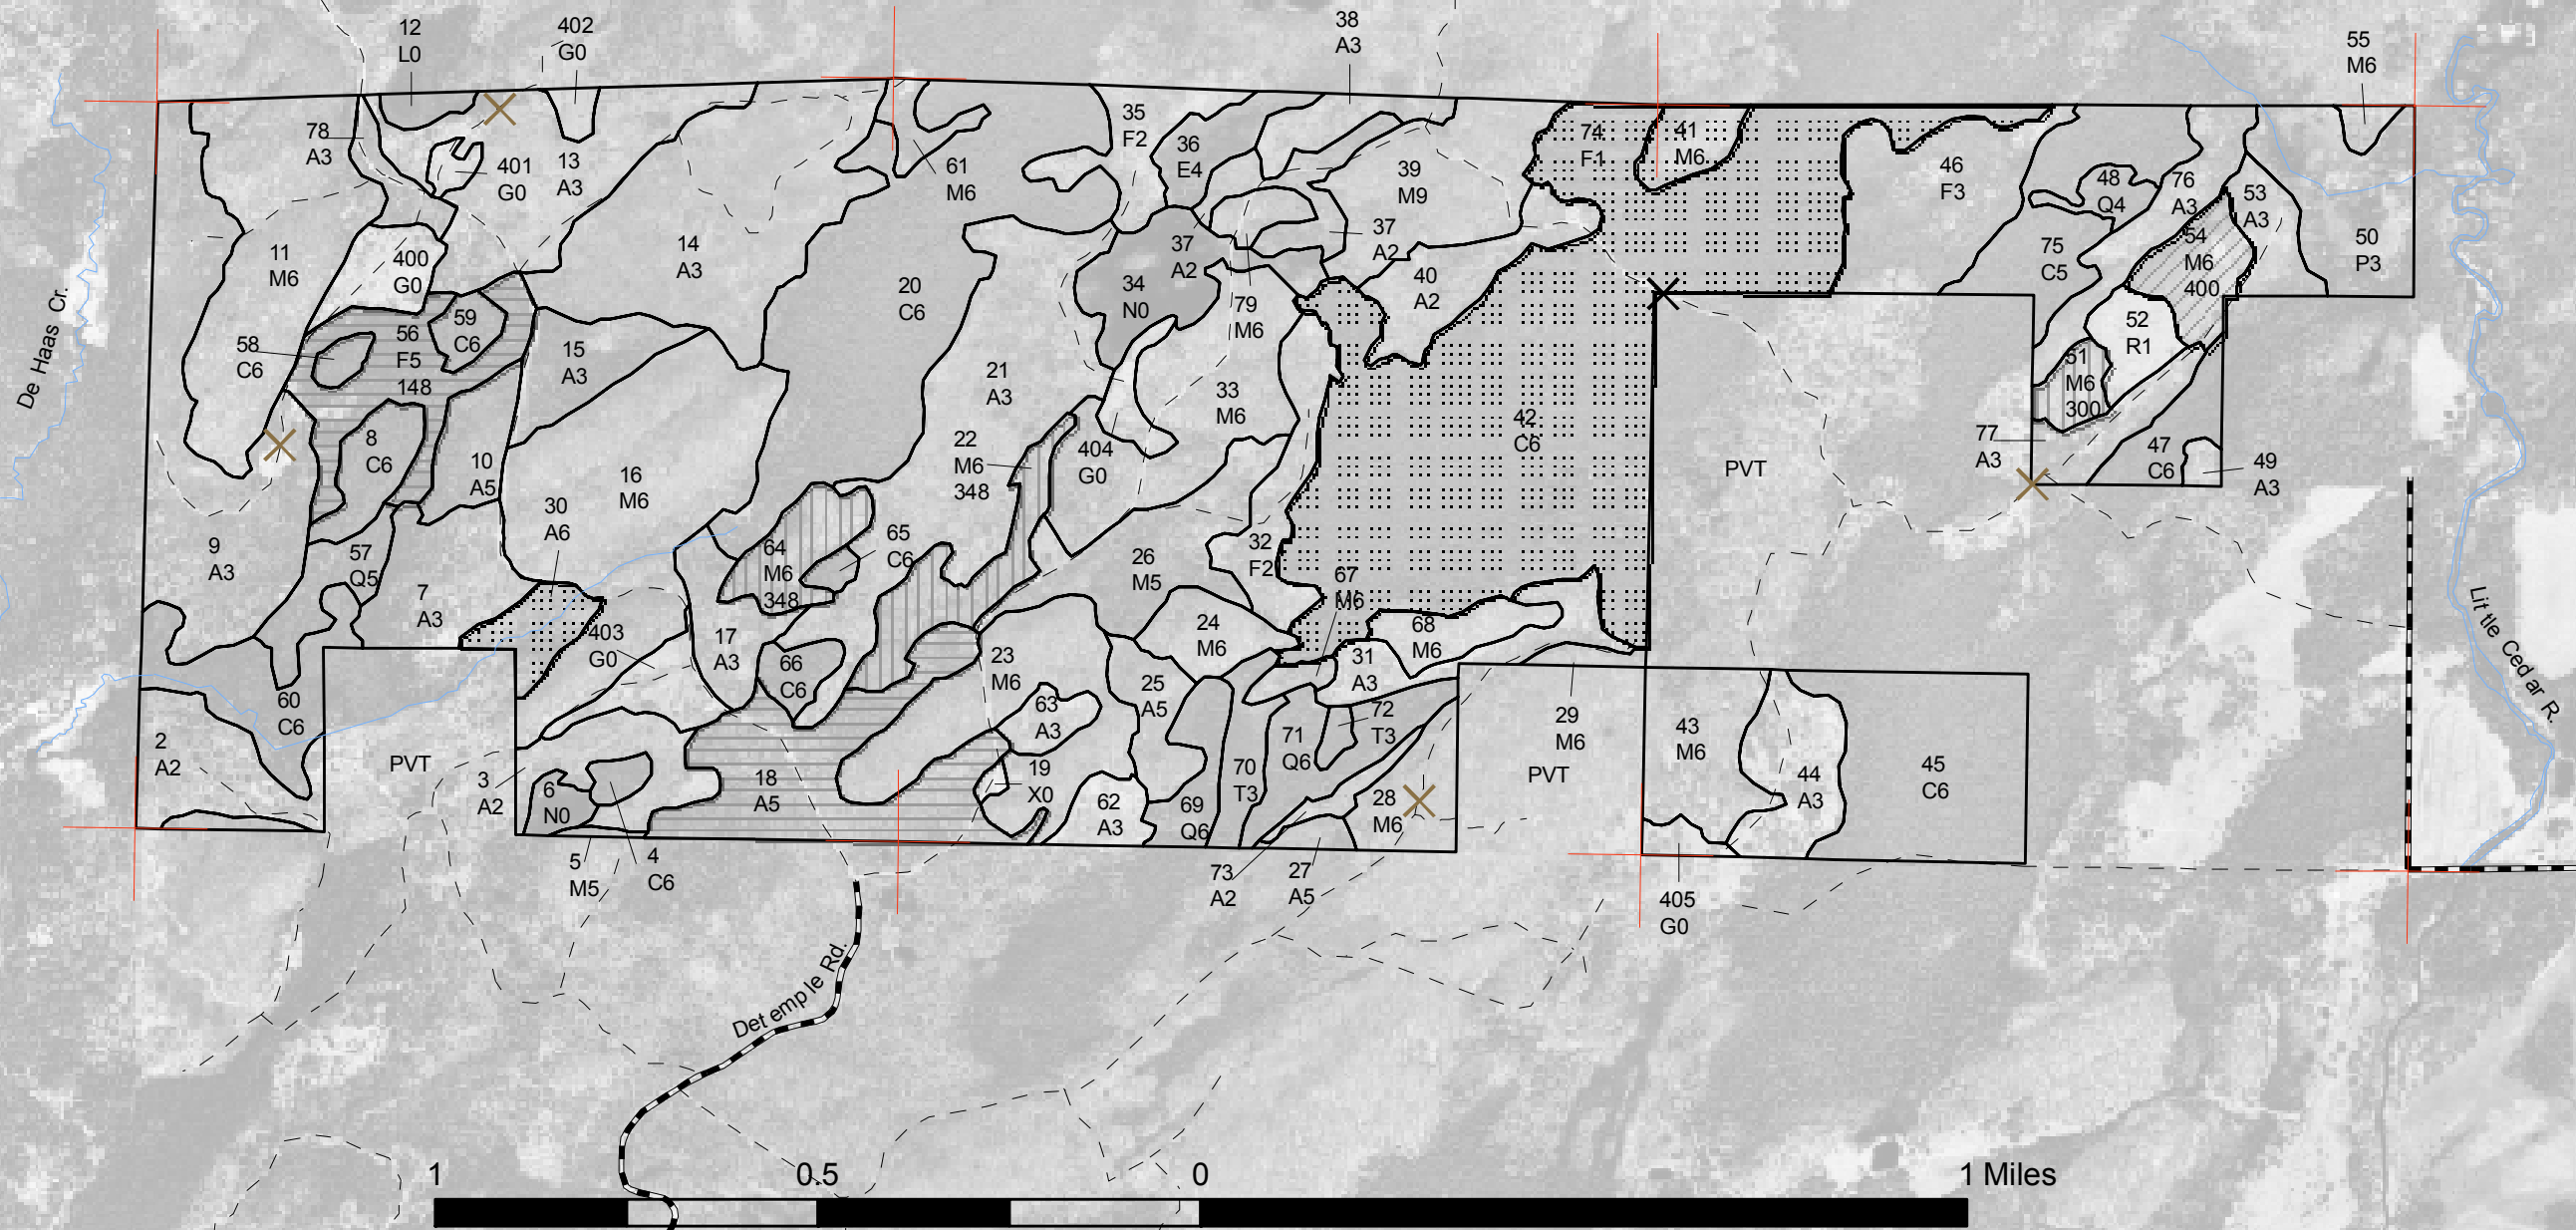 12
L0
402
G0
38
A3
55
M6
78
A3
401
G0
13
A3
61
M6
35
F2
36
E4
39
M9
74
F1
41
M6
46
F3
48
Q4
76
A3
53
A3
11
M6
400
G0
14
A3
20
C6
37
A2
34
N0
37
A2
40
A2
75
C5
54
M6
400
50
P3
De Haas Cr.
58
C6
56
F5
148
59
C6
15
A3
21
A3
79
M6
33
M6
42
C6
52
R1
51
M6
300
8
C6
10
A5
16
M6
22
M6
348
404
G0
PVT
77
A3
47
C6
49
A3
9
A3
57
Q5
30
A6
7
A3
64
M6
348
65
C6
26
M5
32
F2
67
M6
403
G0
17
A3
66
C6
23
M6
24
M6
31
A3
68
M6
Little Cedar R.
60
C6
2
A2
PVT
3
A2
6
N0
18
A5
63
A3
25
A5
19
X0
62
A3
69
Q6
70
T3
71
Q6
72
T3
28
M6
29
M6
PVT
43
M6
44
A3
45
C6
5
M5
4
C6
73
A2
27
A5
405
G0
Detemple Rd.
1
0.5
0
1 Miles